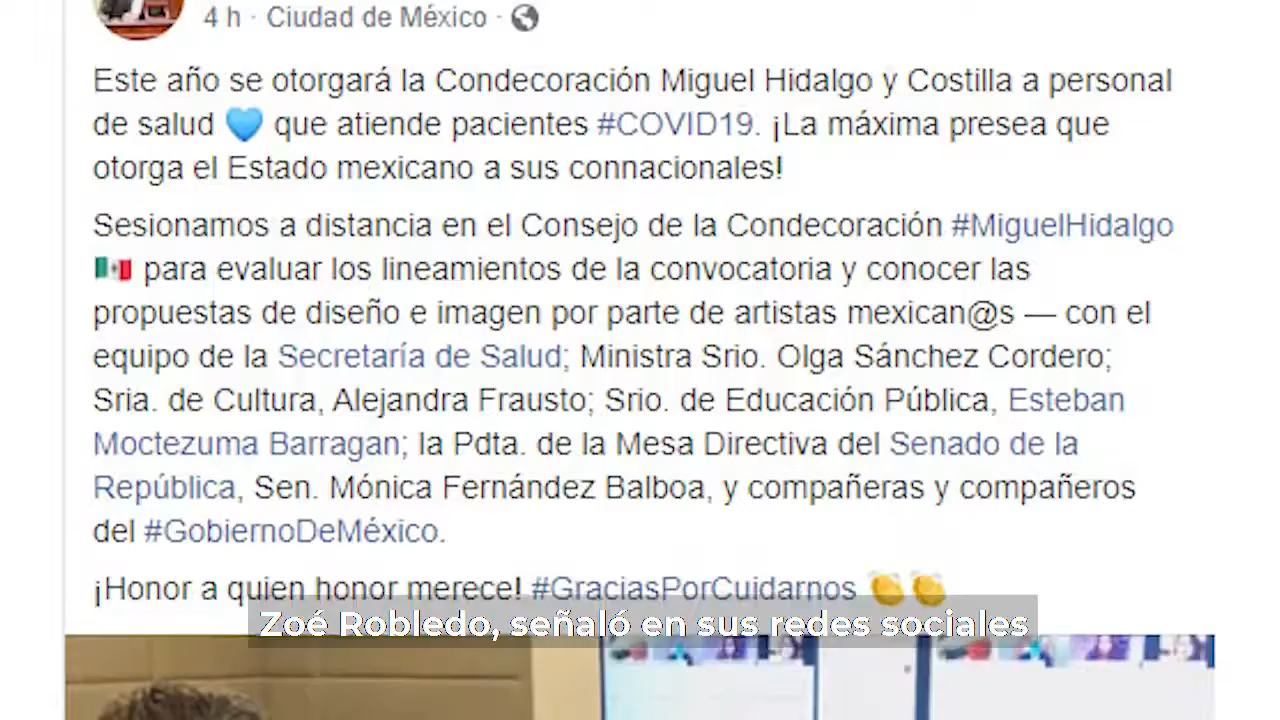 4 h · Ciudad de México ·
Este año se otorgará la Condecoración Miguel Hidalgo y Costilla a personal
de salud 💙 que atiende pacientes #COVID19. ¡La máxima presea que
otorga el Estado mexicano a sus connacionales!
Sesionamos a distancia en el Consejo de la Condecoración #MiguelHidalgo
🇲🇽 para evaluar los lineamientos de la convocatoria y conocer las
propuestas de diseño e imagen por parte de artistas mexican@s — con el
equipo de la Secretaría de Salud; Ministra Srio. Olga Sánchez Cordero;
Sria. de Cultura, Alejandra Frausto; Srio. de Educación Pública, Esteban
Moctezuma Barragan; la Pdta. de la Mesa Directiva del Senado de la
República, Sen. Mónica Fernández Balboa, y compañeras y compañeros
del #GobiernoDeMéxico.
¡Honor a quien honor merece! #GraciasPorCuidarnos 👏👏
Zoé Robledo, señaló en sus redes sociales